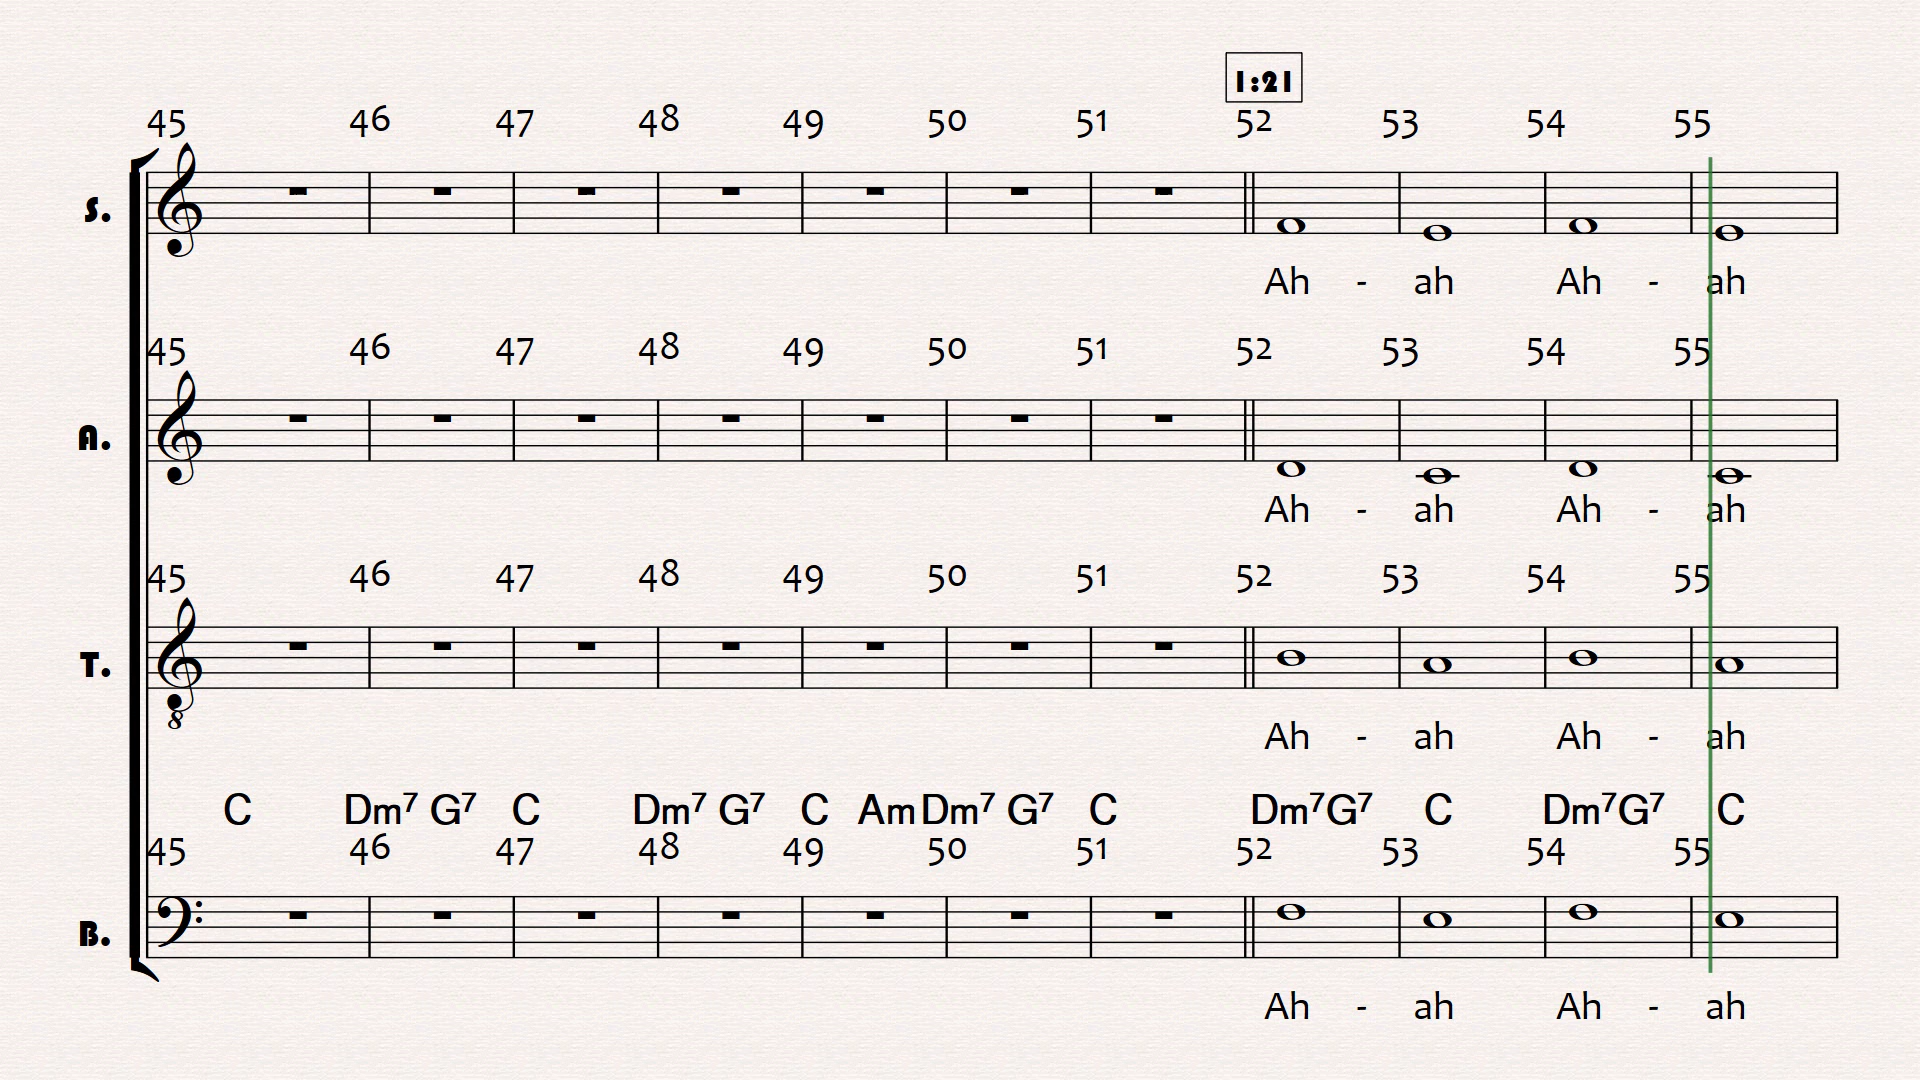 1:21
45 46 47 48 49 50 51 52 53 54 55
S.
Ah - ah Ah - ah
45 46 47 48 49 50 51 52 53 54 55
A.
Ah - ah Ah - ah
45 46 47 48 49 50 51 52 53 54 55
T.
8
Ah - ah Ah - ah
C Dm7 G7 C Dm7 G7 C Am Dm7 G7 C Dm7 G7 C Dm7 G7 C
45 46 47 48 49 50 51 52 53 54 55
B.
Ah - ah Ah - ah